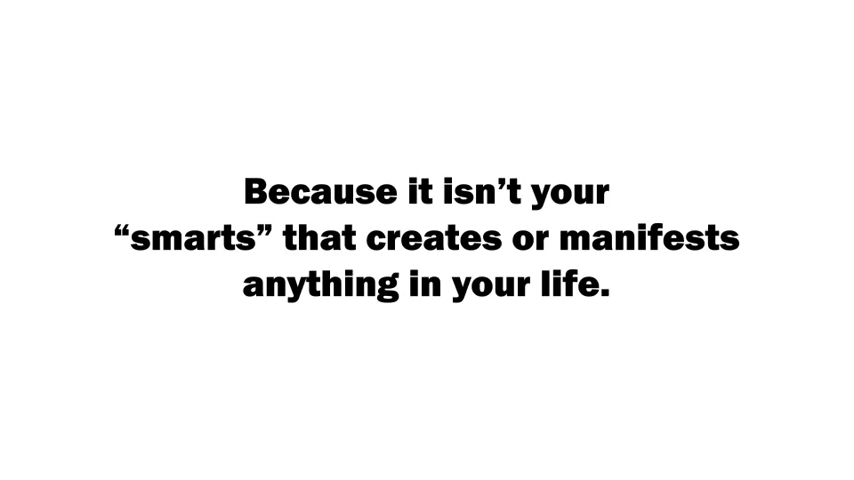 Because it isn’t your
“smarts” that creates or manifests
anything in your life.